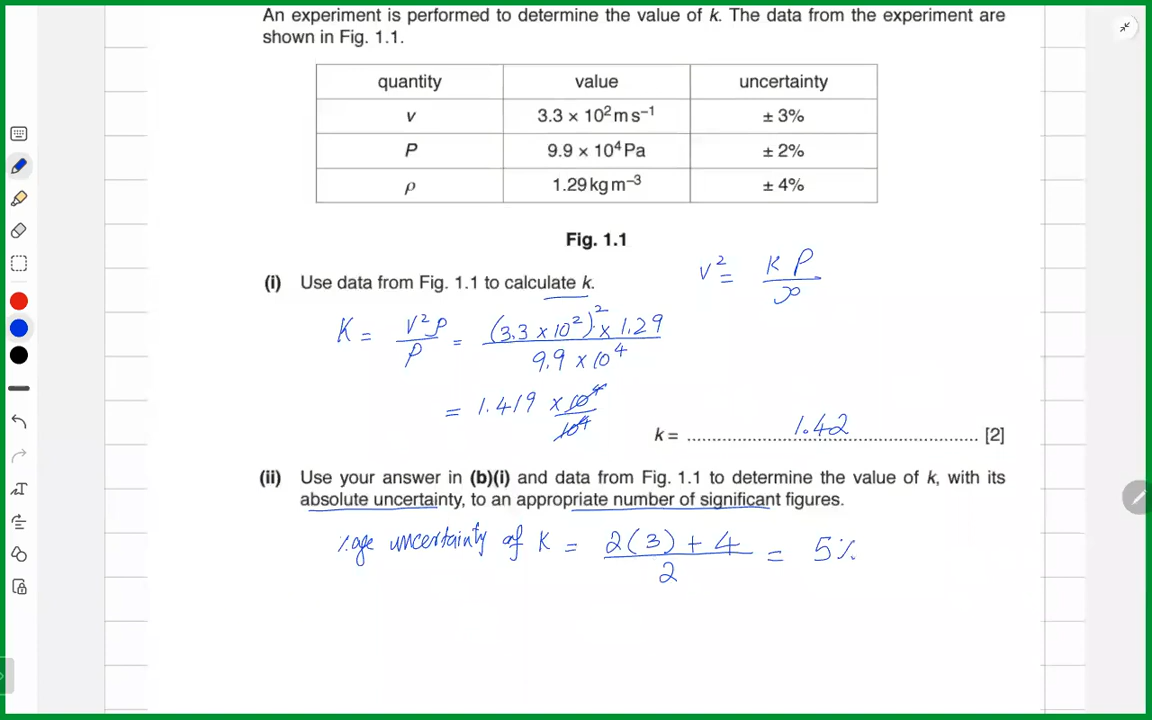 An experiment is performed to determine the value of k. The data from the experiment are
shown in Fig. 1.1.
quantity value uncertainty
v 3.3 × 10² m s⁻¹ ± 3%
P 9.9 × 10⁴ Pa ± 2%
ρ 1.29 kg m⁻³ ± 4%
Fig. 1.1
v² = K P / ρ
(i) Use data from Fig. 1.1 to calculate k.
K = v²ρ / P = (3.3 × 10²)² × 1.29 / 9.9 × 10⁴
= 1.419 × 10⁴ / 10⁴
k = .......... 1.42 .......... [2]
(ii) Use your answer in (b)(i) and data from Fig. 1.1 to determine the value of k, with its
absolute uncertainty, to an appropriate number of significant figures.
%age uncertainty of K = 2(3) + 4 / 2 = 5%